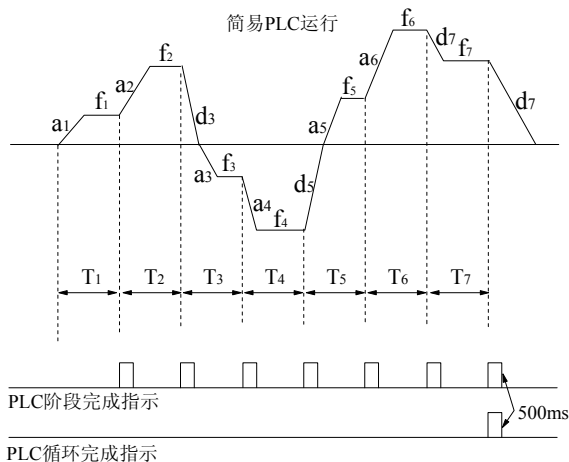 简易PLC运行
a1 f1 a2 f2 d3 a3 f3 a4 f4 d5 a5 f5 a6 f6 d7 f7 d7
T1 T2 T3 T4 T5 T6 T7
PLC阶段完成指示
500ms
PLC循环完成指示